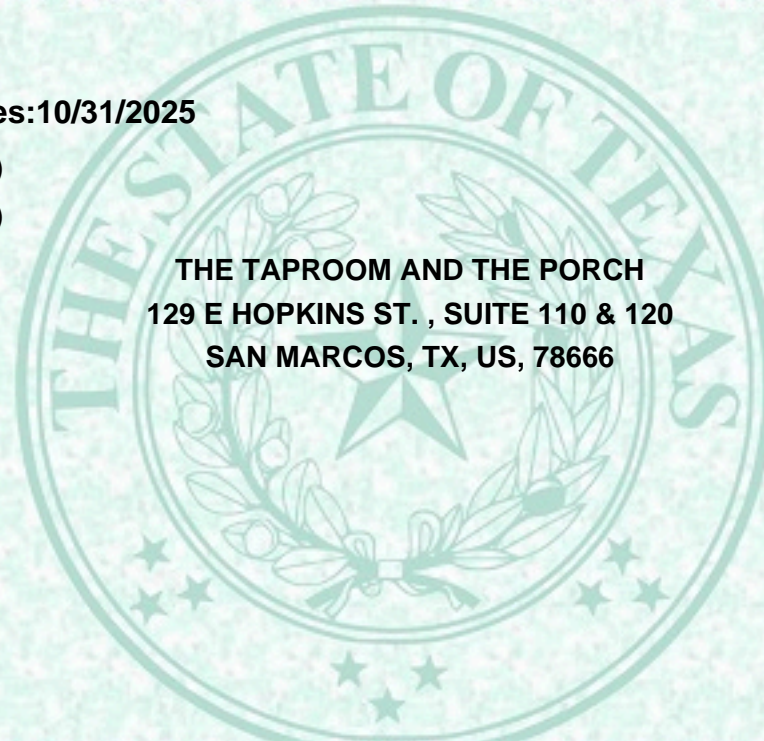 es:10/31/2025
)
)
THE TAPROOM AND THE PORCH
129 E HOPKINS ST. , SUITE 110 & 120
SAN MARCOS, TX, US, 78666
THE STATE OF TEXAS